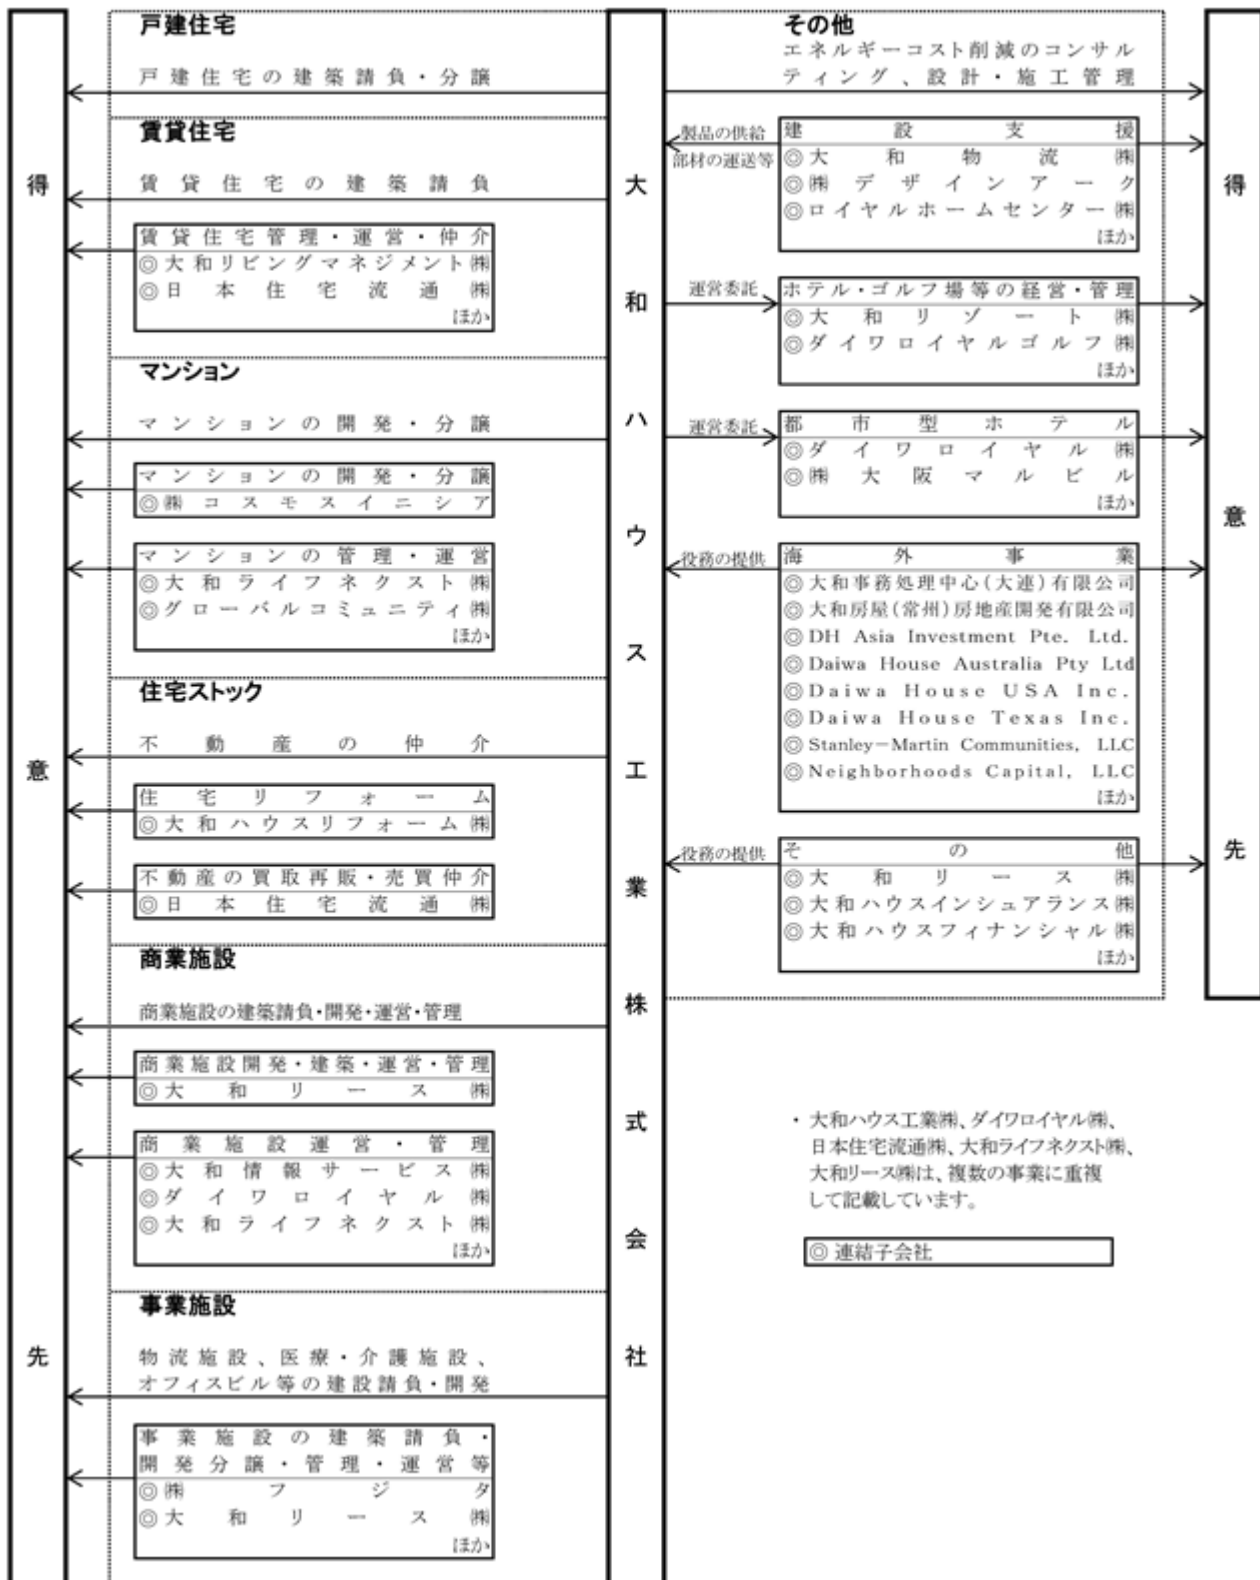 得意先
戸建住宅
戸建住宅の建築請負・分譲
賃貸住宅
賃貸住宅の建築請負
賃貸住宅管理・運営・仲介
◎大和リビングマネジメント㈱
◎日本住宅流通㈱
ほか
マンション
マンションの開発・分譲
マンションの開発・分譲
◎㈱コスモスイニシア
マンションの管理・運営
◎大和ライフネクスト㈱
◎グローバルコミュニティ㈱
ほか
住宅ストック
不動産の仲介
住宅リフォーム
◎大和ハウスリフォーム㈱
不動産の買取再販・売買仲介
◎日本住宅流通㈱
商業施設
商業施設の建築請負・開発・運営・管理
商業施設開発・建築・運営・管理
◎大和リース㈱
商業施設運営・管理
◎大和情報サービス㈱
◎ダイワロイヤル㈱
◎大和ライフネクスト㈱
ほか
事業施設
物流施設、医療・介護施設、
オフィスビル等の建設請負・開発
事業施設の建築請負・
開発分譲・管理・運営等
◎㈱フジタ
◎大和リース㈱
ほか
大和ハウス工業株式会社
その他
エネルギーコスト削減のコンサル
ティング、設計・施工管理
製品の供給
部材の運送等
建設支援
◎大和物流㈱
◎㈱デザインアーク
◎ロイヤルホームセンター㈱
ほか
運営委託
ホテル・ゴルフ場等の経営・管理
◎大和リゾート㈱
◎ダイワロイヤルゴルフ㈱
ほか
運営委託
都市型ホテル
◎ダイワロイヤル㈱
◎㈱大阪マルビル
ほか
役務の提供
海外事業
◎大和事務処理中心(大連)有限公司
◎大和房屋(常州)房地産開発有限公司
◎DH Asia Investment Pte. Ltd.
◎Daiwa House Australia Pty Ltd
◎Daiwa House USA Inc.
◎Daiwa House Texas Inc.
◎Stanley－Martin Communities, LLC
◎Neighborhoods Capital, LLC
ほか
役務の提供
その他
◎大和リース㈱
◎大和ハウスインシュアランス㈱
◎大和ハウスフィナンシャル㈱
ほか
得意先
・大和ハウス工業㈱、ダイワロイヤル㈱、
日本住宅流通㈱、大和ライフネクスト㈱、
大和リース㈱は、複数の事業に重複
して記載しています。
◎ 連結子会社